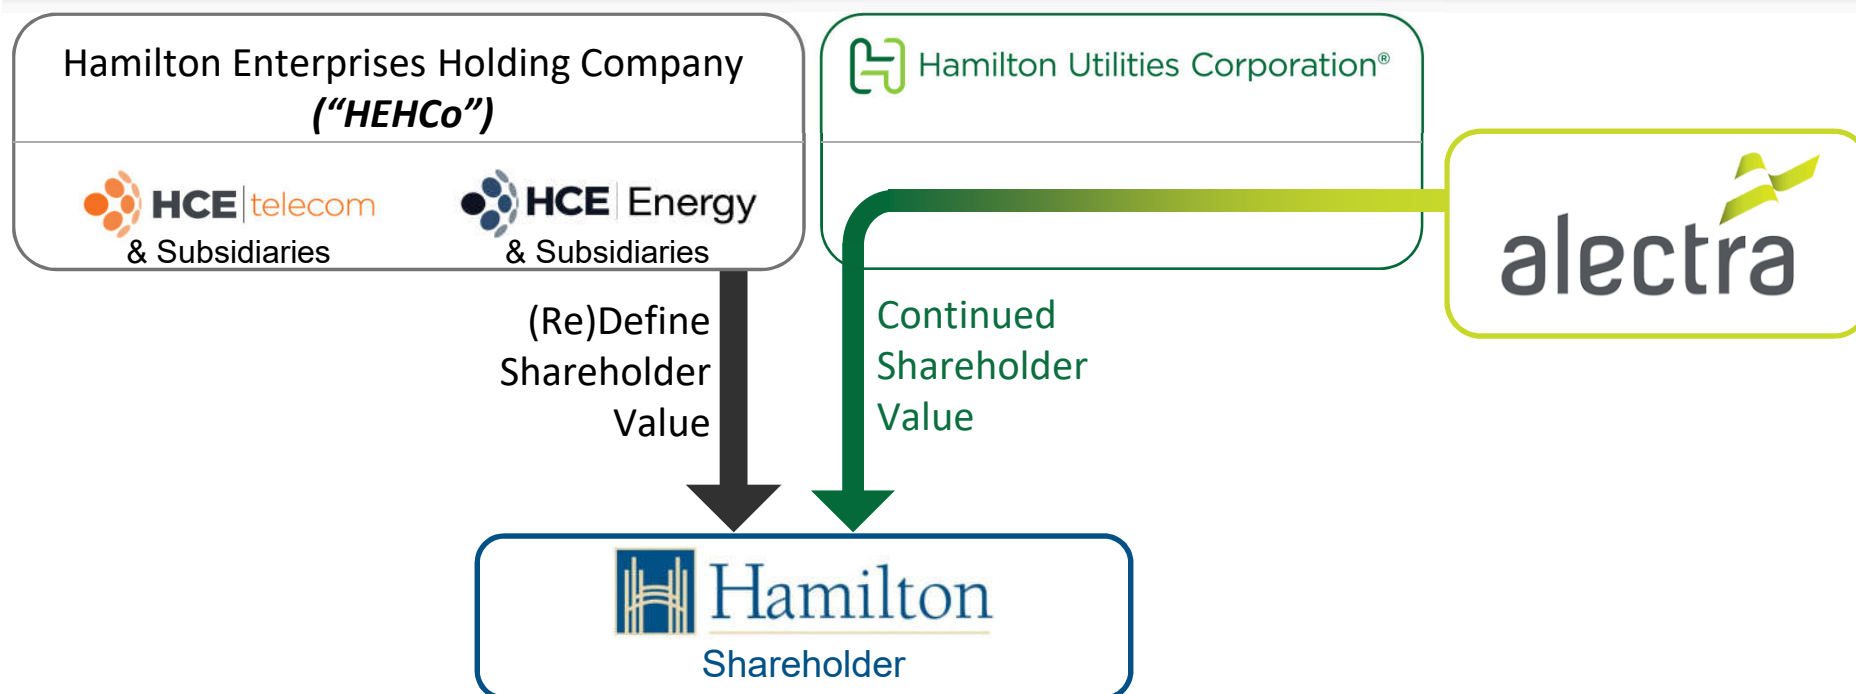 Hamilton Enterprises Holding Company
(“HEHCo”)
HCE telecom
& Subsidiaries
HCE Energy
& Subsidiaries
Hamilton Utilities Corporation®
alectra
(Re)Define
Shareholder
Value
Continued
Shareholder
Value
Hamilton
Shareholder